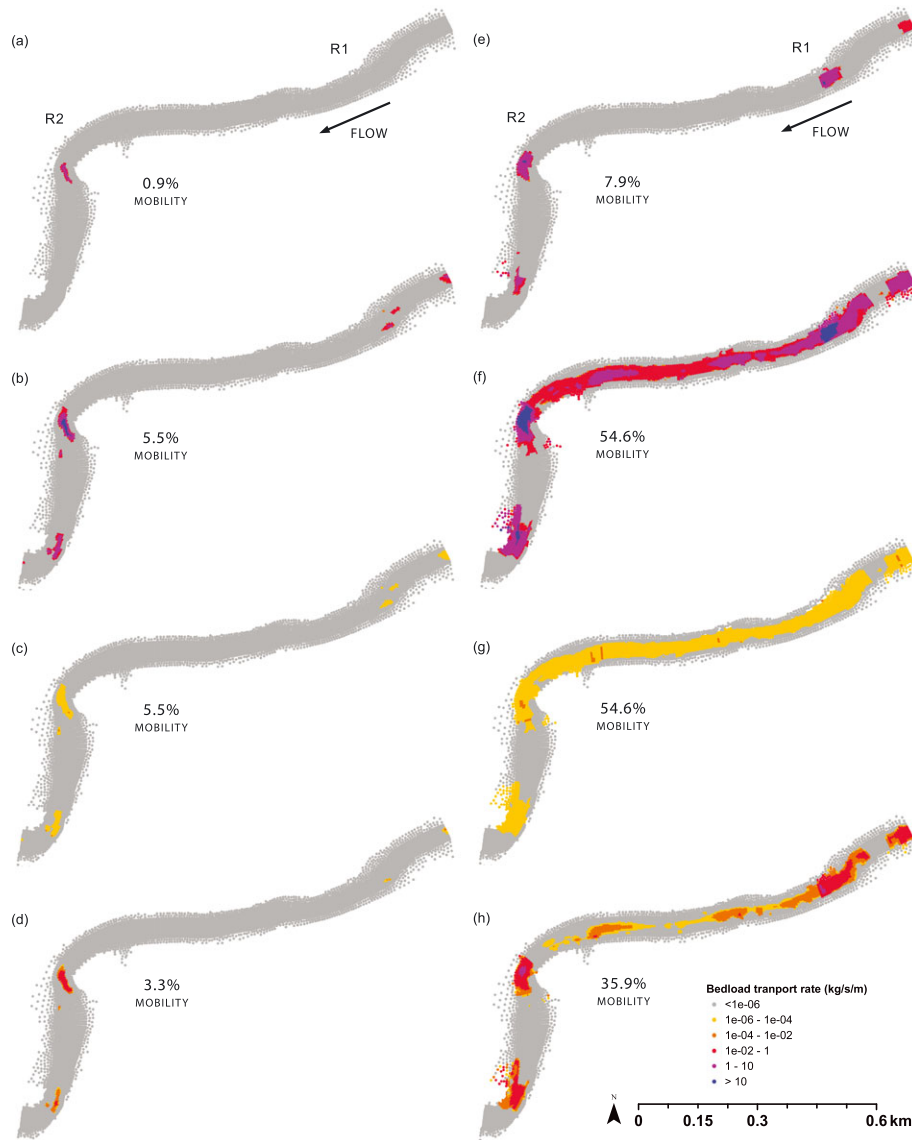 (a)
R1
R2
FLOW
0.9%
MOBILITY
(b)
5.5%
MOBILITY
(c)
5.5%
MOBILITY
(d)
3.3%
MOBILITY
(e)
R1
R2
FLOW
7.9%
MOBILITY
(f)
54.6%
MOBILITY
(g)
54.6%
MOBILITY
(h)
35.9%
MOBILITY
Bedload tranport rate (kg/s/m)
<1e-06
1e-06 - 1e-04
1e-04 - 1e-02
1e-02 - 1
1 - 10
> 10
N
0 0.15 0.3 0.6 km